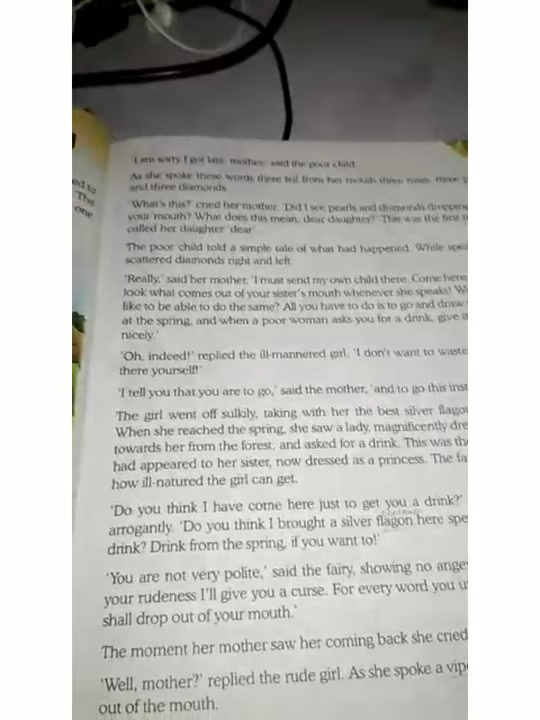 ed to
The
one
'I am sorry I got late, mother,' said the poor child.
As she spoke these words there fell from her mouth three roses, three p
and three diamonds.
'What's this?' cried her mother. 'Did I see pearls and diamonds dropping
your mouth? What does this mean, dear daughter?' This was the first
called her daughter 'dear'.
The poor child told a simple tale of what had happened. While spe
scattered diamonds right and left.
'Really,' said her mother, 'I must send my own child there. Come here,
look what comes out of your sister's mouth whenever she speaks! W
like to be able to do the same? All you have to do is to go and draw
at the spring, and when a poor woman asks you for a drink, give it
nicely.'
'Oh, indeed!' replied the ill-mannered girl, 'I don't want to waste
there yourself!'
'I tell you that you are to go,' said the mother, 'and to go this inst
The girl went off sulkily, taking with her the best silver flago
When she reached the spring, she saw a lady, magnificently dre
towards her from the forest, and asked for a drink. This was th
had appeared to her sister, now dressed as a princess. The fa
how ill-natured the girl can get.
'Do you think I have come here just to get you a drink?'
arrogantly. 'Do you think I brought a silver flagon here spe
drink? Drink from the spring, if you want to!'
'You are not very polite,' said the fairy, showing no ange
your rudeness I'll give you a curse. For every word you u
shall drop out of your mouth.'
The moment her mother saw her coming back she cried
'Well, mother?' replied the rude girl. As she spoke a vip
out of the mouth.